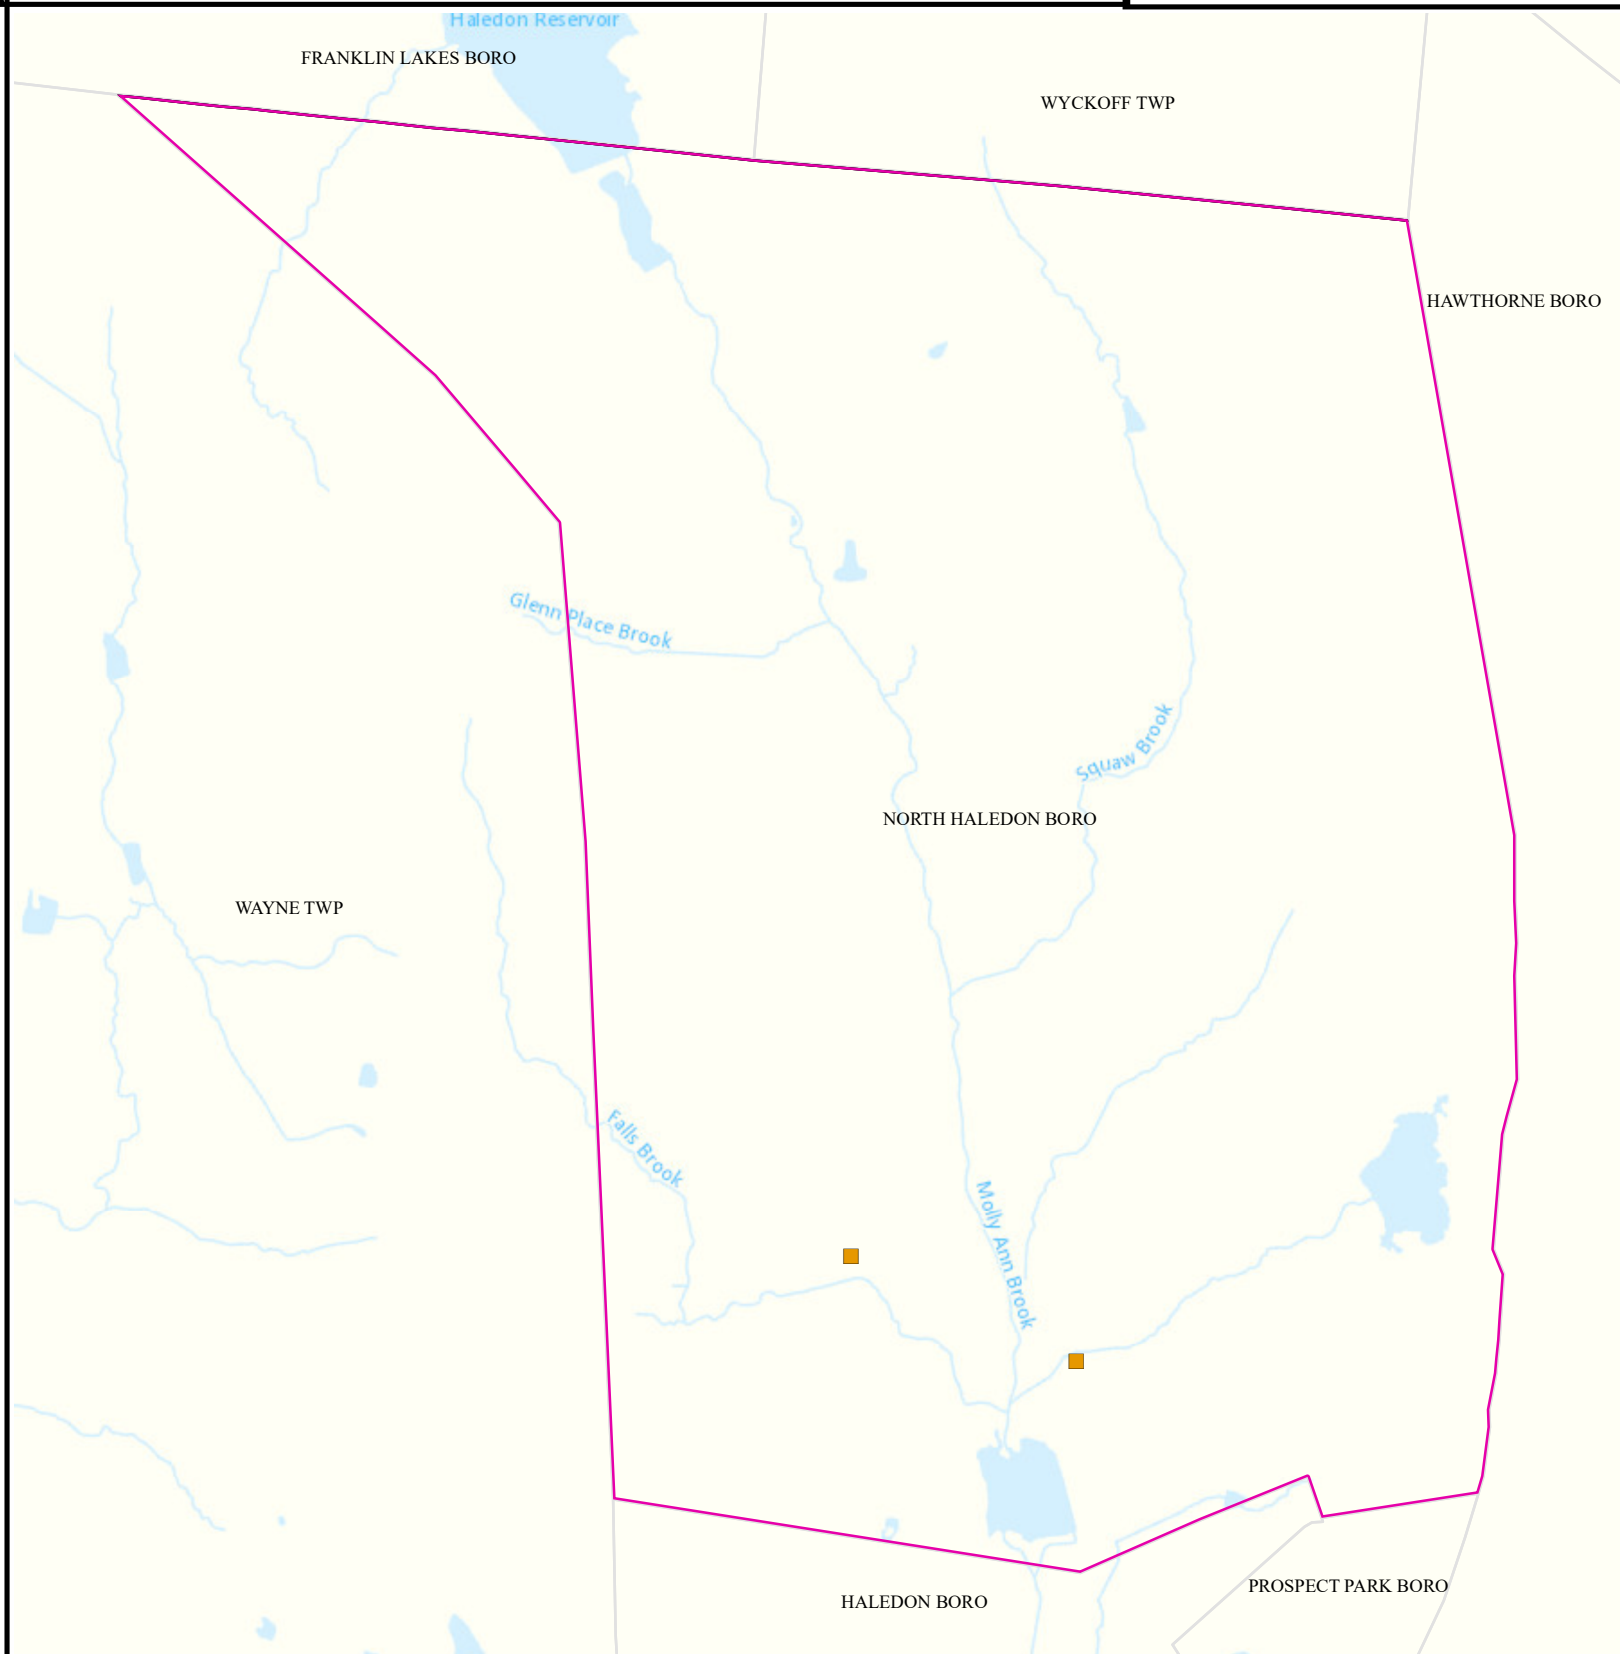 Haledon Reservoir
FRANKLIN LAKES BORO
WYCKOFF TWP
HAWTHORNE BORO
Glenn Place Brook
Squaw Brook
NORTH HALEDON BORO
WAYNE TWP
Falls Brook
Molly Ann Brook
PROSPECT PARK BORO
HALEDON BORO